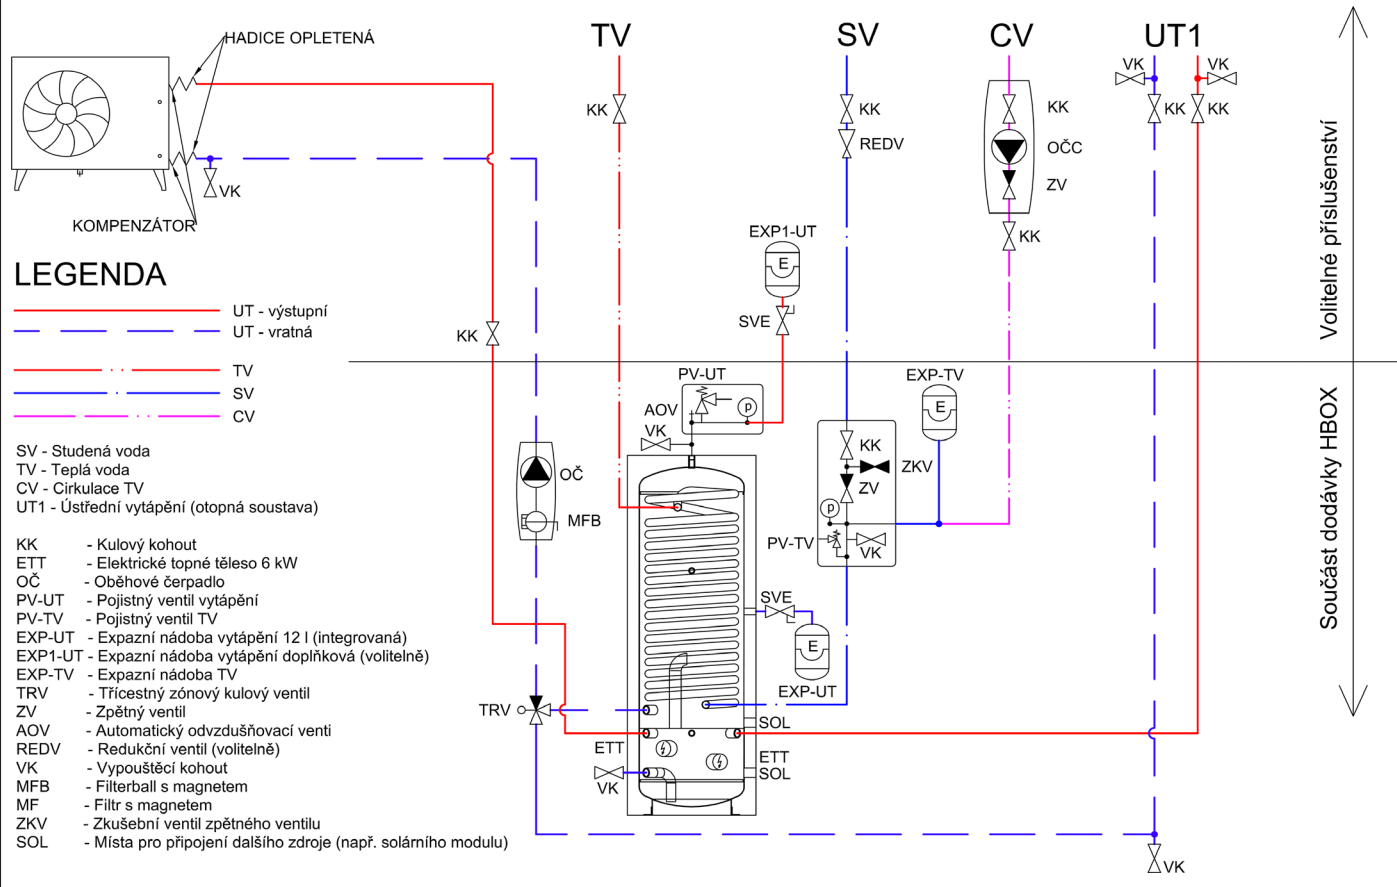 HADICE OPLETENÁ
TV
SV
CV
UT1
VK
VK
KK
KK
KK
KK
KK
REDV
OČC
ZV
KK
VK
KOMPENZÁTOR
EXP1-UT
E
SVE
KK
Volitelné příslušenství
LEGENDA
UT - výstupní
UT - vratná
TV
SV
CV
SV - Studená voda
TV - Teplá voda
CV - Cirkulace TV
UT1 - Ústřední vytápění (otopná soustava)
KK - Kulový kohout
ETT - Elektrické topné těleso 6 kW
OČ - Oběhové čerpadlo
PV-UT - Pojistný ventil vytápění
PV-TV - Pojistný ventil TV
EXP-UT - Expazní nádoba vytápění 12 l (integrovaná)
EXP1-UT - Expazní nádoba vytápění doplňková (volitelně)
EXP-TV - Expazní nádoba TV
TRV - Třícestný zónový kulový ventil
ZV - Zpětný ventil
AOV - Automatický odvzdušňovací venti
REDV - Redukční ventil (volitelně)
VK - Vypouštěcí kohout
MFB - Filterball s magnetem
MF - Filtr s magnetem
ZKV - Zkušební ventil zpětného ventilu
SOL - Místa pro připojení dalšího zdroje (např. solárního modulu)
PV-UT
AOV
p
VK
EXP-TV
E
KK
ZKV
ZV
p
PV-TV
VK
OČ
MFB
SVE
E
EXP-UT
TRV
SOL
ETT
ETT
SOL
VK
VK
Součást dodávky HBOX